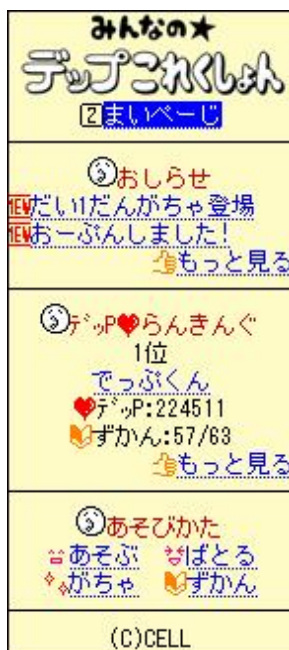 みんなの★
デップこれくしょん
2まいぺーじ
おしらせ
NEWだい1だんがちゃ登場
NEWおーぷんしました!
もっと見る
デッP♥らんきんぐ
1位
でっぷくん
♥デッP:224511
ずかん:57/63
もっと見る
あそびかた
あそぶ ばとる
がちゃ ずかん
(C)CELL